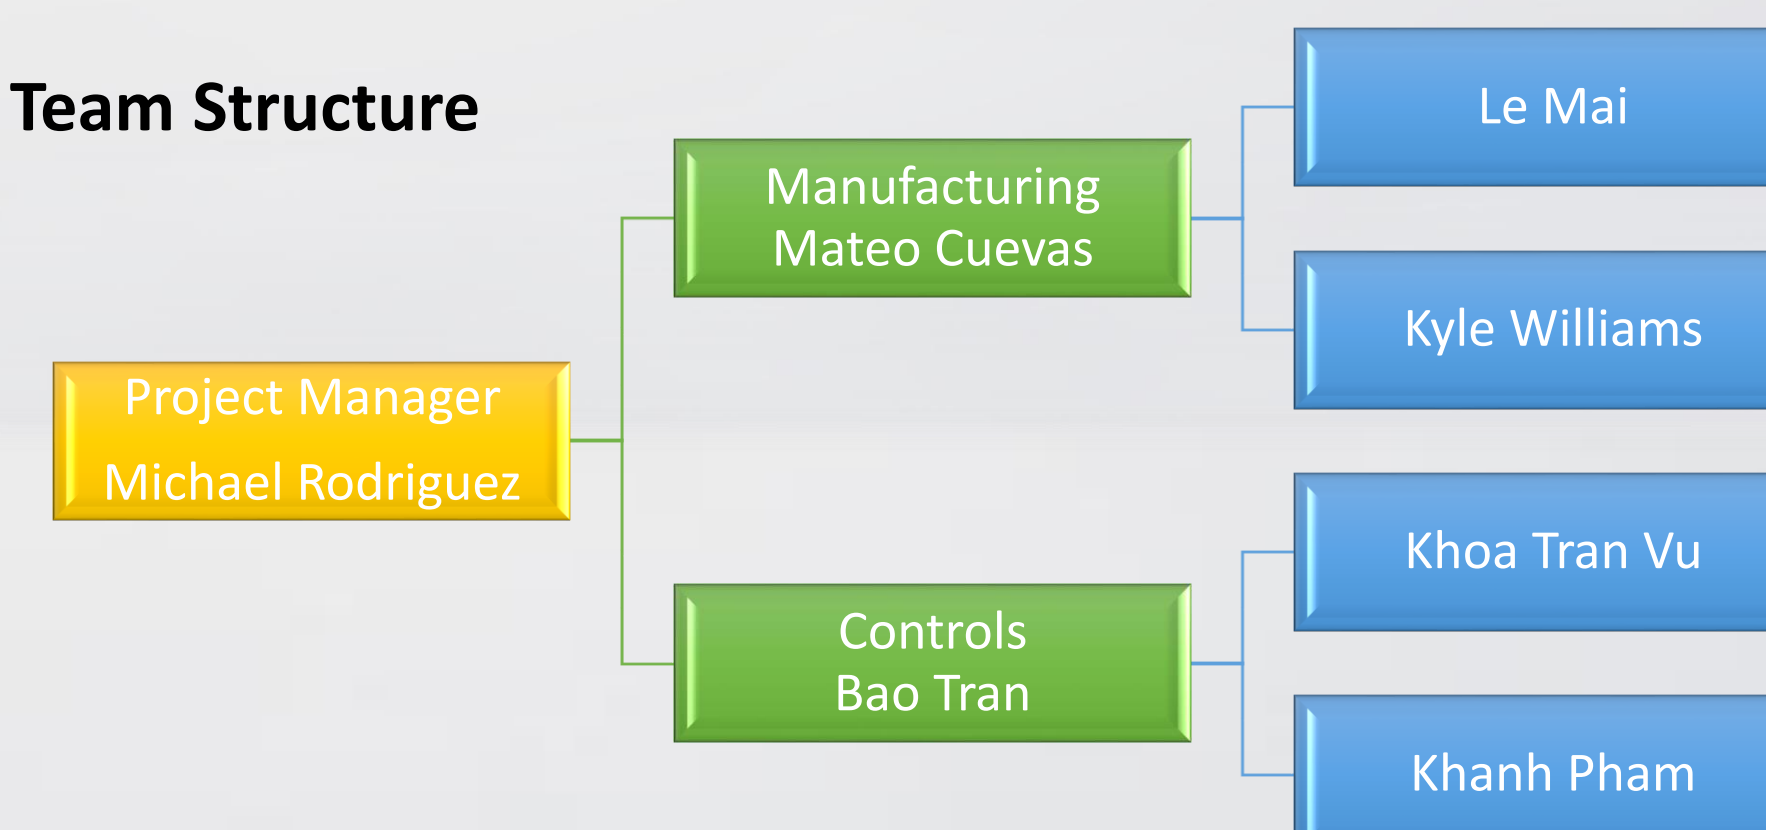 Team Structure
Project Manager
Michael Rodriguez
Manufacturing
Mateo Cuevas
Le Mai
Kyle Williams
Controls
Bao Tran
Khoa Tran Vu
Khanh Pham